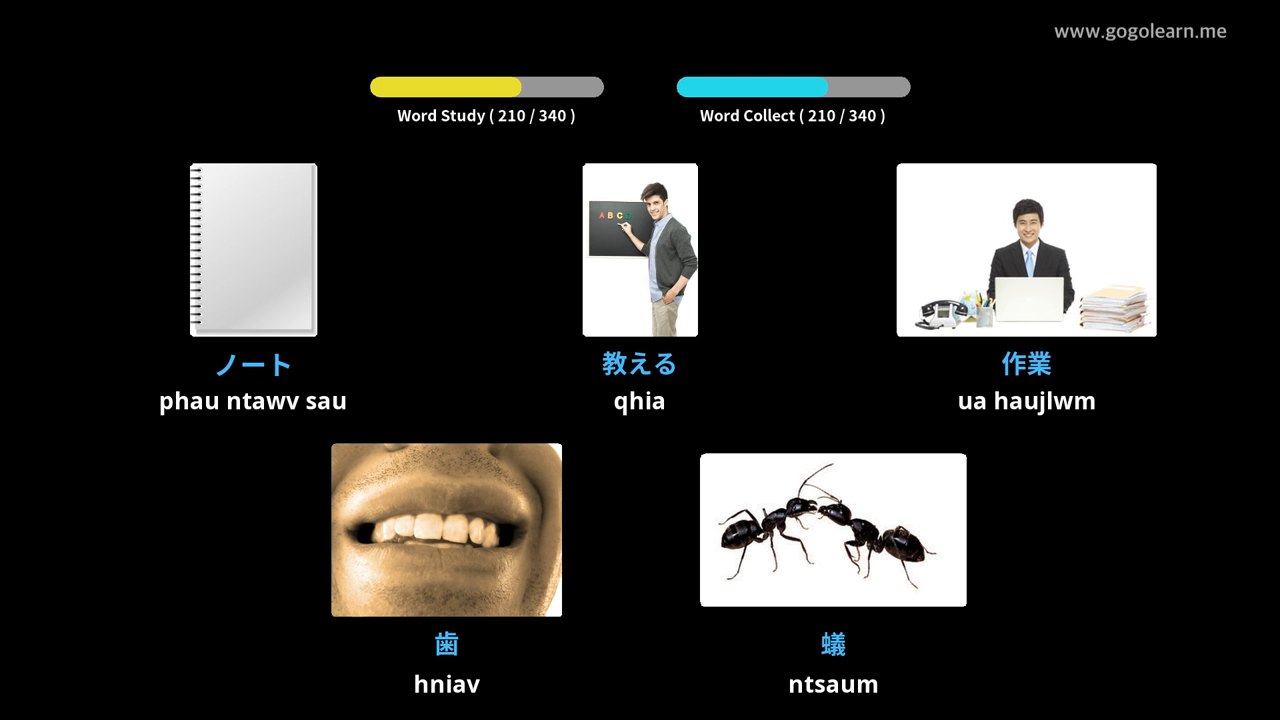 www.gogolearn.me
Word Study ( 210 / 340 )
Word Collect ( 210 / 340 )
A B C D
ノート
phau ntawv sau
教える
qhia
作業
ua haujlwm
歯
hniav
蟻
ntsaum